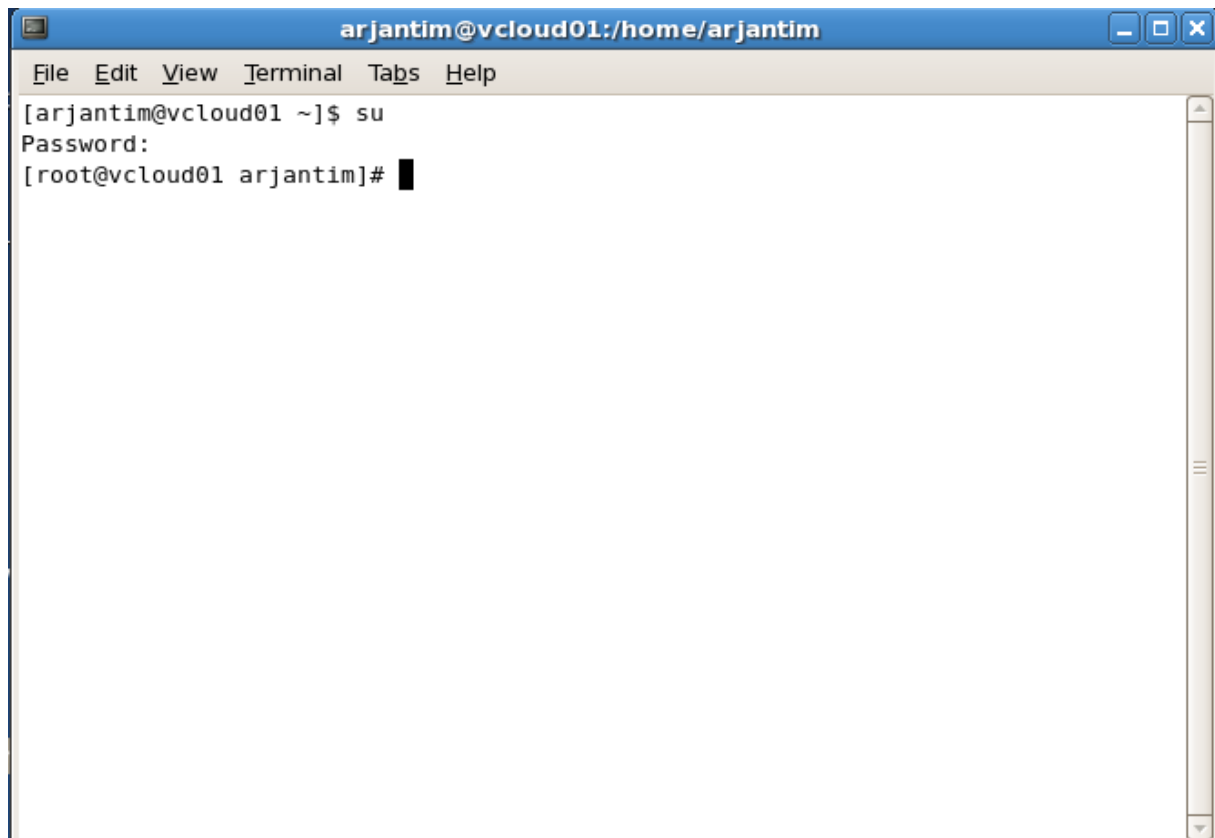 arjantim@vcloud01:/home/arjantim
File Edit View Terminal Tabs Help
[arjantim@vcloud01 ~]$ su
Password:
[root@vcloud01 arjantim]#